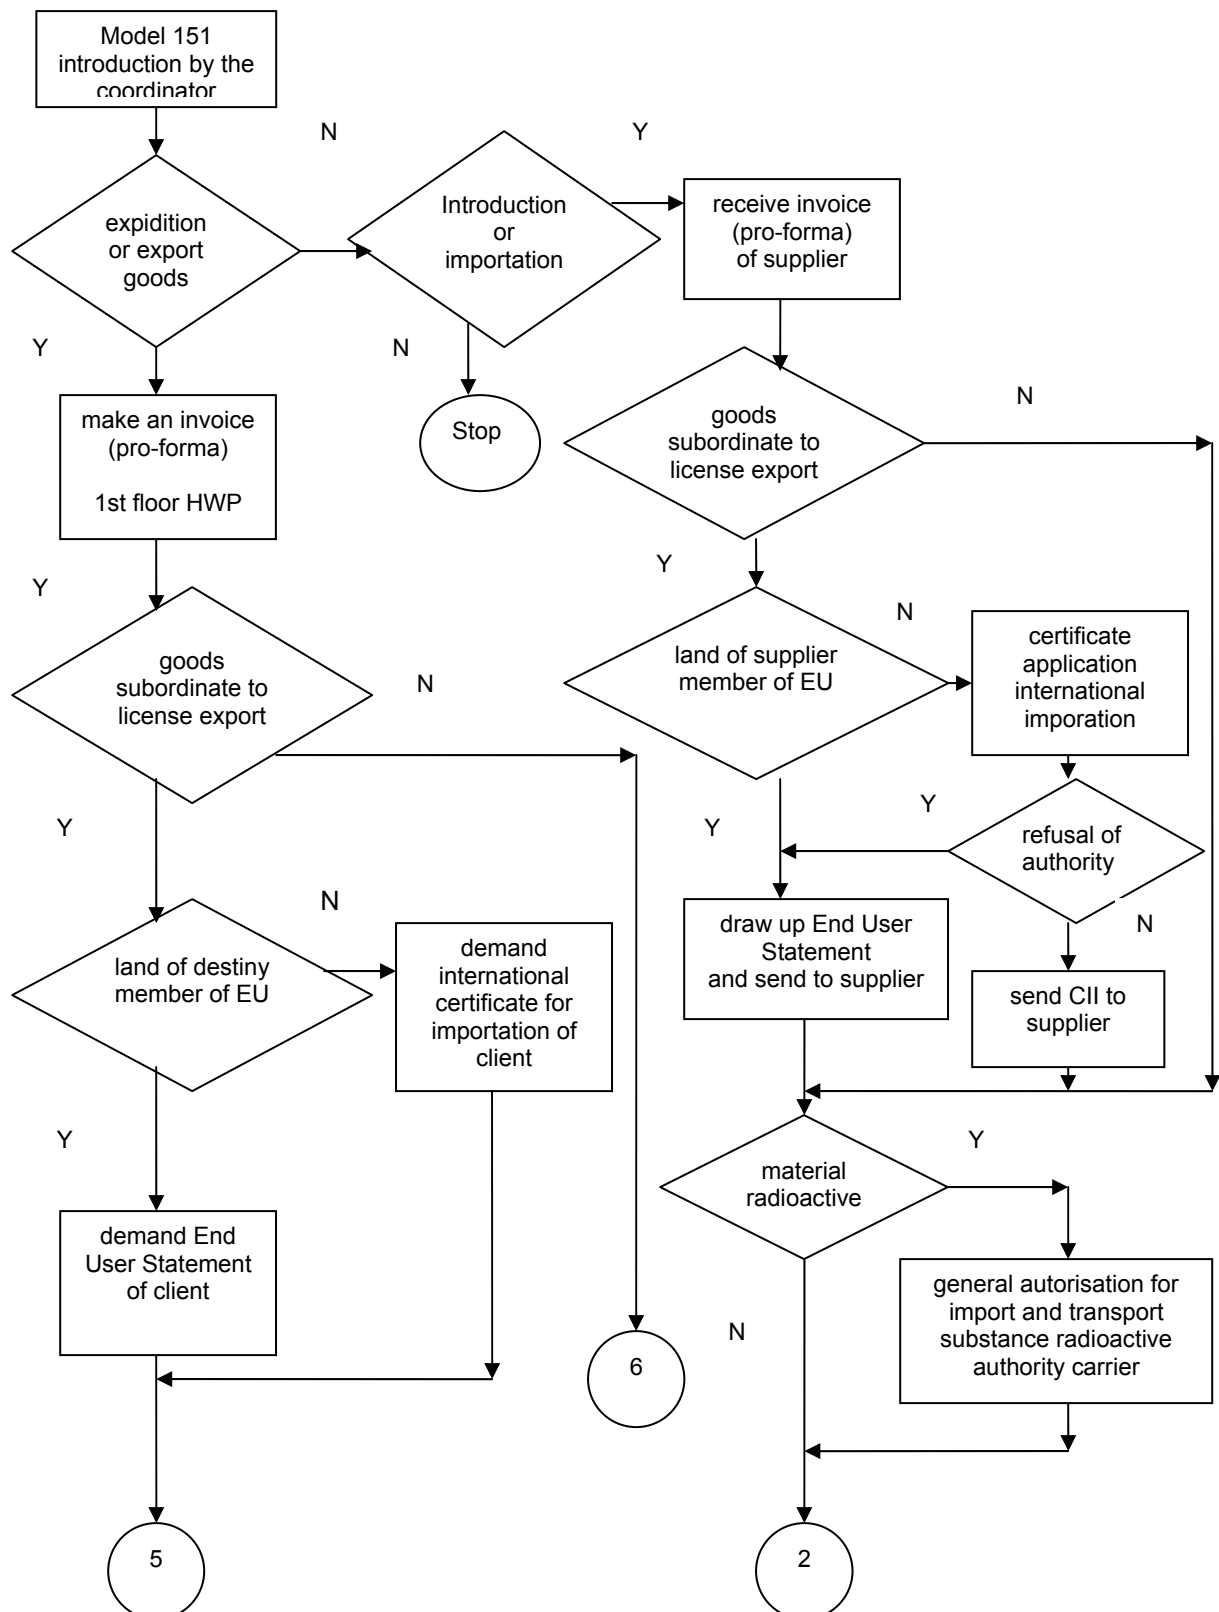 Model 151
introduction by the
coordinator
N
Y
expidition
or export
goods
Introduction
or
importation
receive invoice
(pro-forma)
of supplier
Y
N
make an invoice
(pro-forma)
1st floor HWP
Stop
goods
subordinate to
license export
N
Y
Y
goods
subordinate to
license export
N
land of supplier
member of EU
N
certificate
application
international
imporation
Y
Y
Y
refusal of
authority
N
land of destiny
member of EU
N
demand
international
certificate for
importation of
client
draw up End User
Statement
and send to supplier
send CII to
supplier
Y
material
radioactive
Y
demand End
User Statement
of client
N
general autorisation for
import and transport
substance radioactive
authority carrier
6
5
2